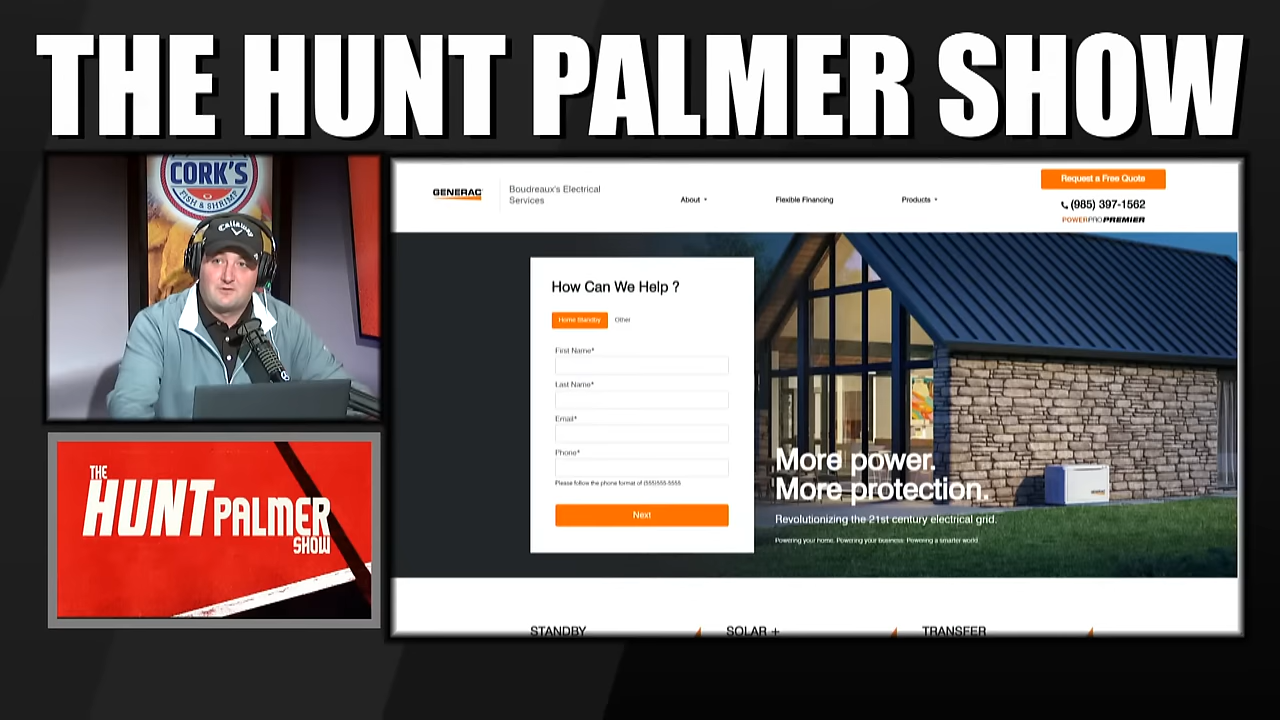 THE HUNT PALMER SHOW
CORK'S
FISH & SHRIMP
Callaway
THE
HUNT PALMER
SHOW
GENERAC
Boudreaux's Electrical
Services
About
Flexible Financing
Products
Request a Free Quote
(985) 397-1562
POWERPROPREMIER
How Can We Help ?
Home Standby
Other
First Name*
Last Name*
Email*
Phone*
Please follow the phone format of (555)555-5555
Next
More power.
More protection.
Revolutionizing the 21st century electrical grid.
Powering your home. Powering your business. Powering a smarter world
STANDBY
SOLAR +
TRANSFER